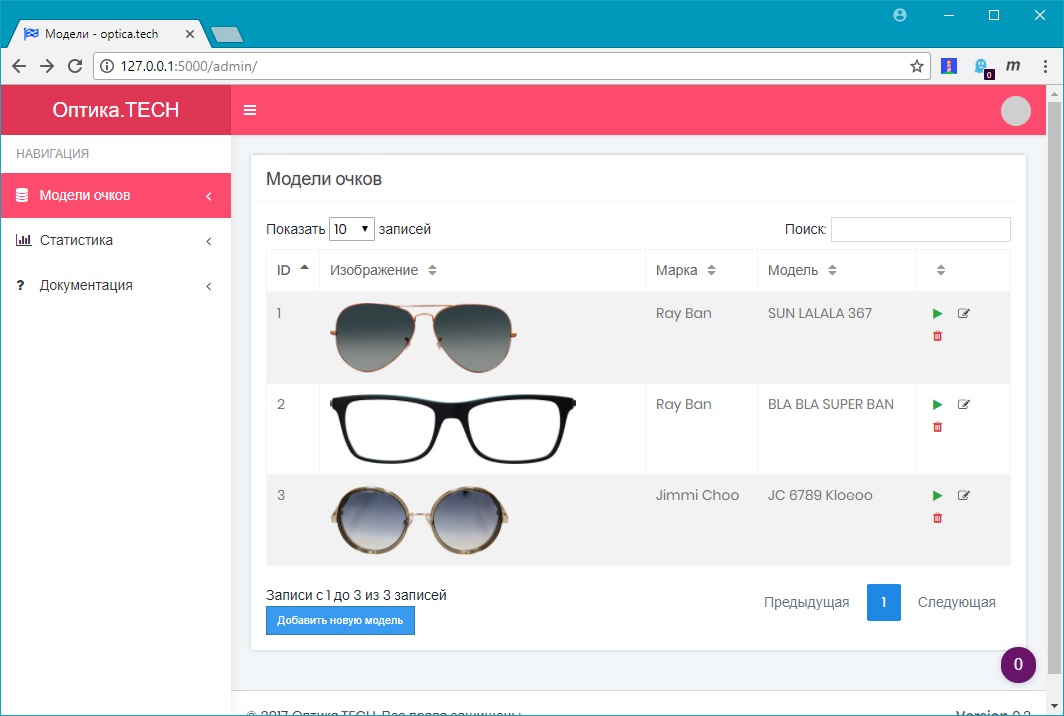 Модели - optica.tech
127.0.0.1:5000/admin/
0
m
Оптика.TECH
НАВИГАЦИЯ
Модели очков
Статистика
? Документация
Модели очков
Показать 10 записей Поиск:
ID Изображение Марка Модель
1 Ray Ban SUN LALALA 367
2 Ray Ban BLA BLA SUPER BAN
3 Jimmi Choo JC 6789 Kloeoo
Записи с 1 до 3 из 3 записей
Предыдущая 1 Следующая
Добавить новую модель
0
© 2017 Оптика.TECH. Все права защищены. Version 0.2